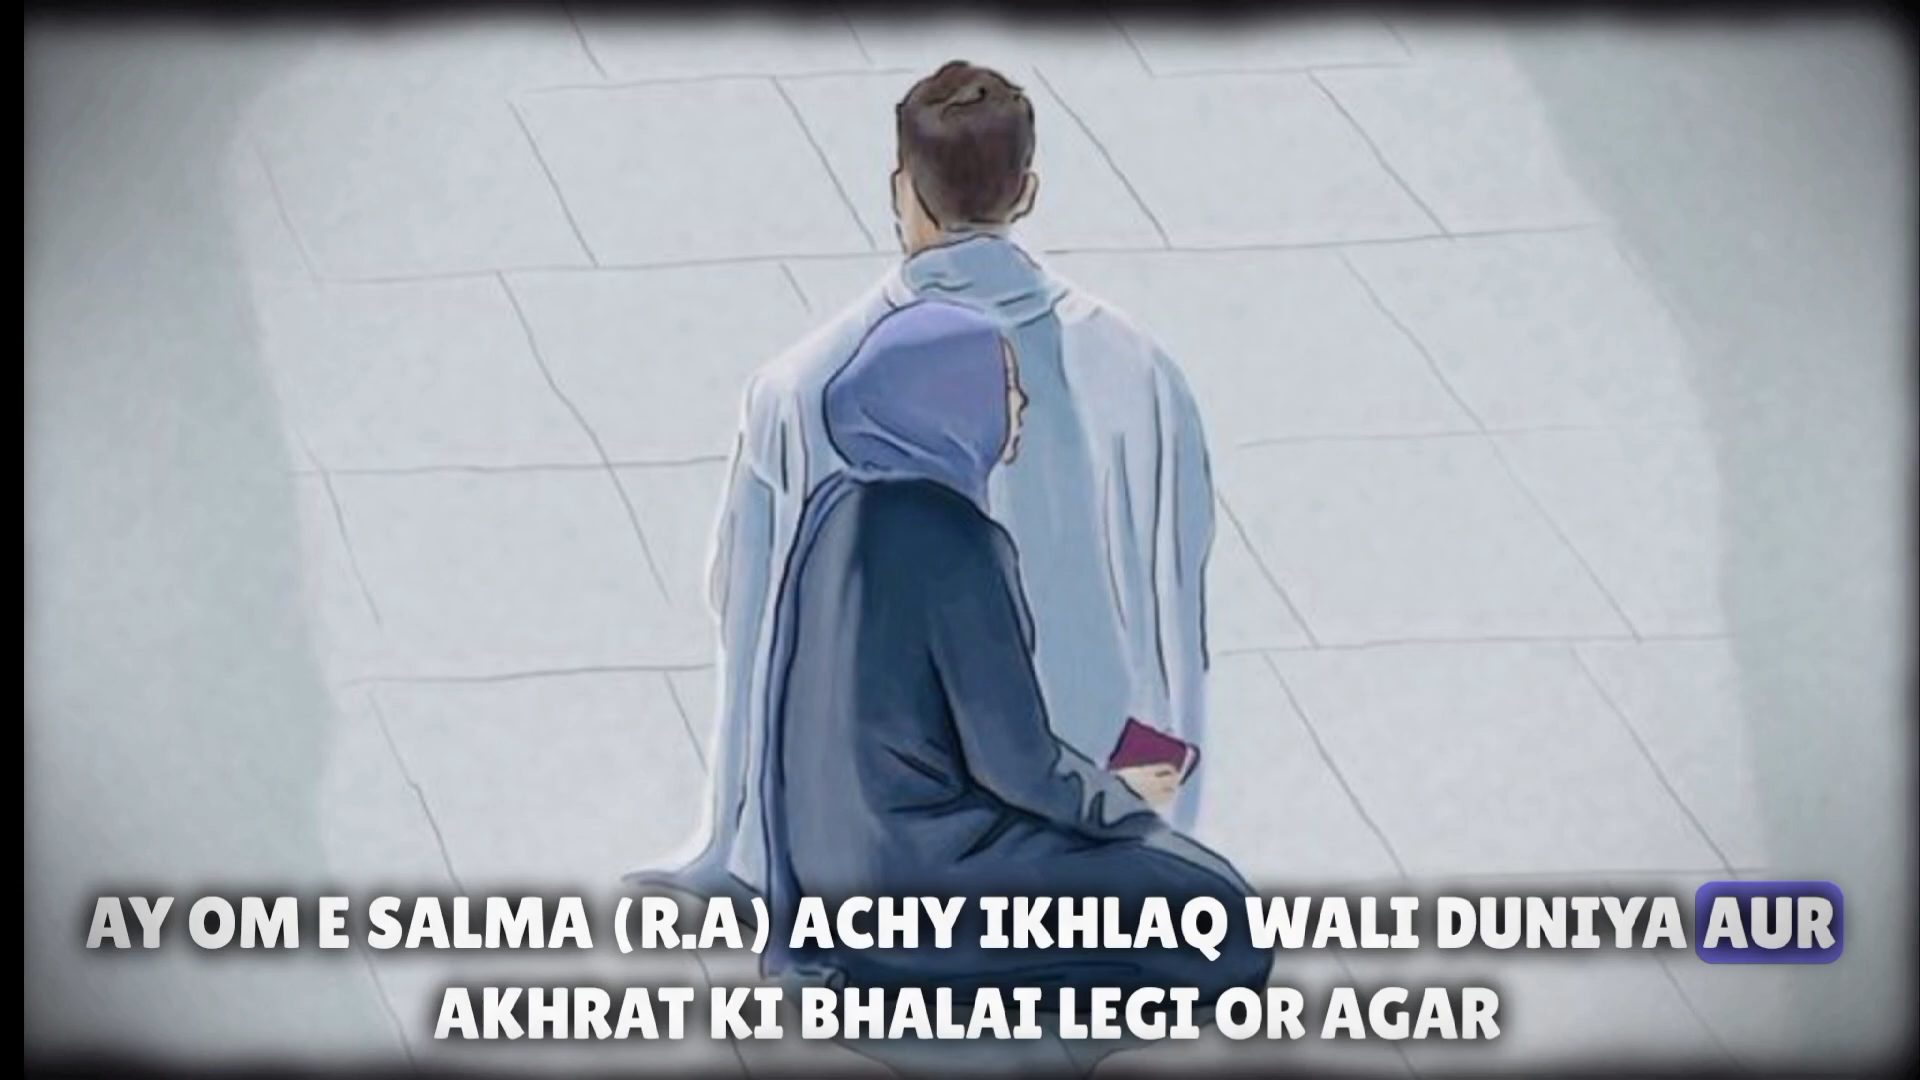 AY OM E SALMA (R.A) ACHY IKHLAQ WALI DUNIYA AUR
AKHRAT KI BHALAI LEGI OR AGAR